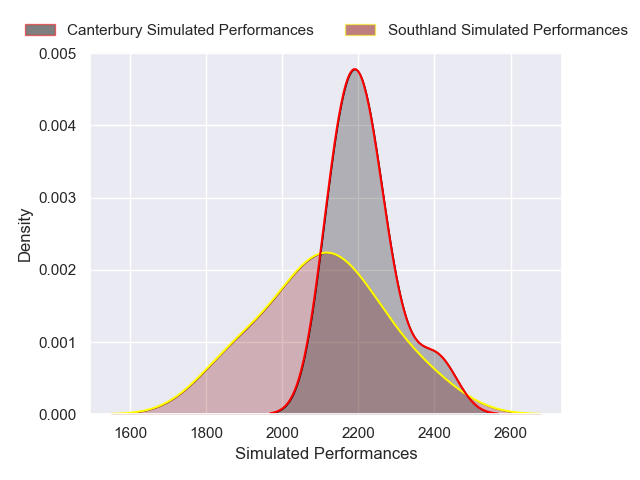 Canterbury Simulated Performances Southland Simulated Performances
0.005
0.004
0.003
0.002
0.001
0.000
Density
1600 1800 2000 2200 2400 2600
Simulated Performances